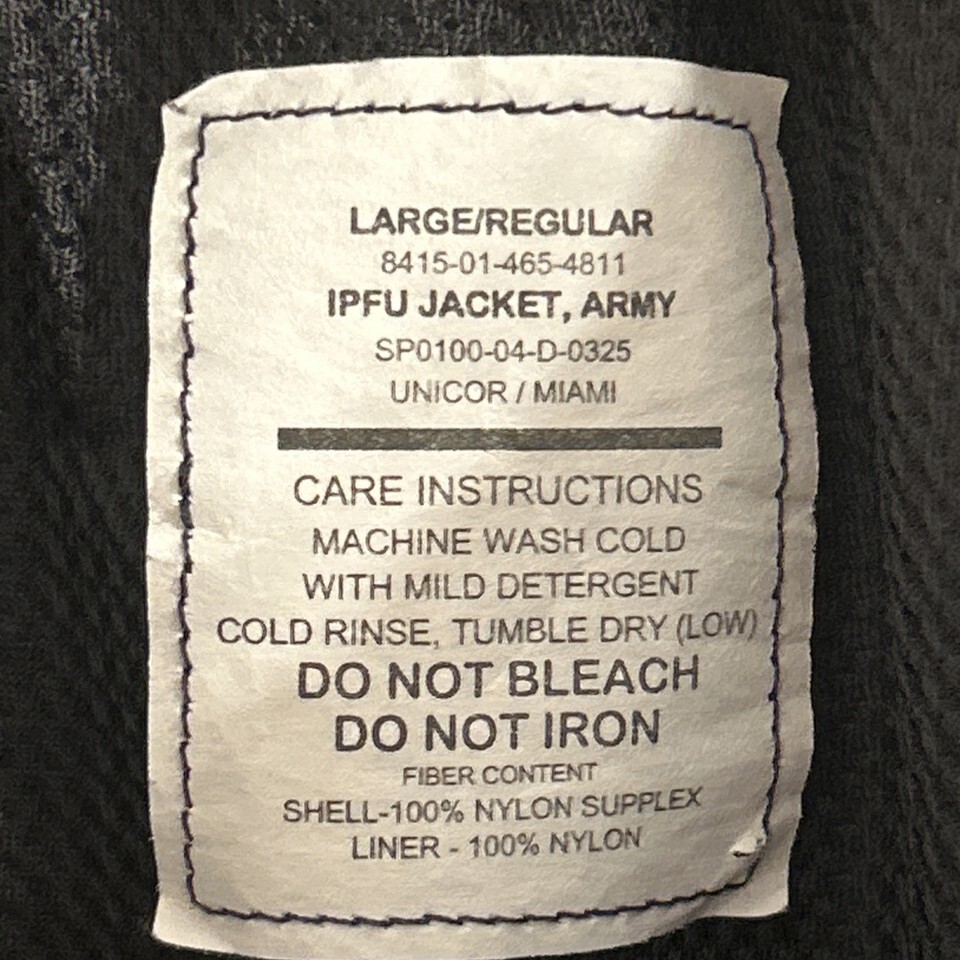 LARGE/REGULAR
8415-01-465-4811
IPFU JACKET, ARMY
SP0100-04-D-0325
UNICOR / MIAMI
CARE INSTRUCTIONS
MACHINE WASH COLD
WITH MILD DETERGENT
COLD RINSE, TUMBLE DRY (LOW)
DO NOT BLEACH
DO NOT IRON
FIBER CONTENT
SHELL-100% NYLON SUPPLEX
LINER - 100% NYLON